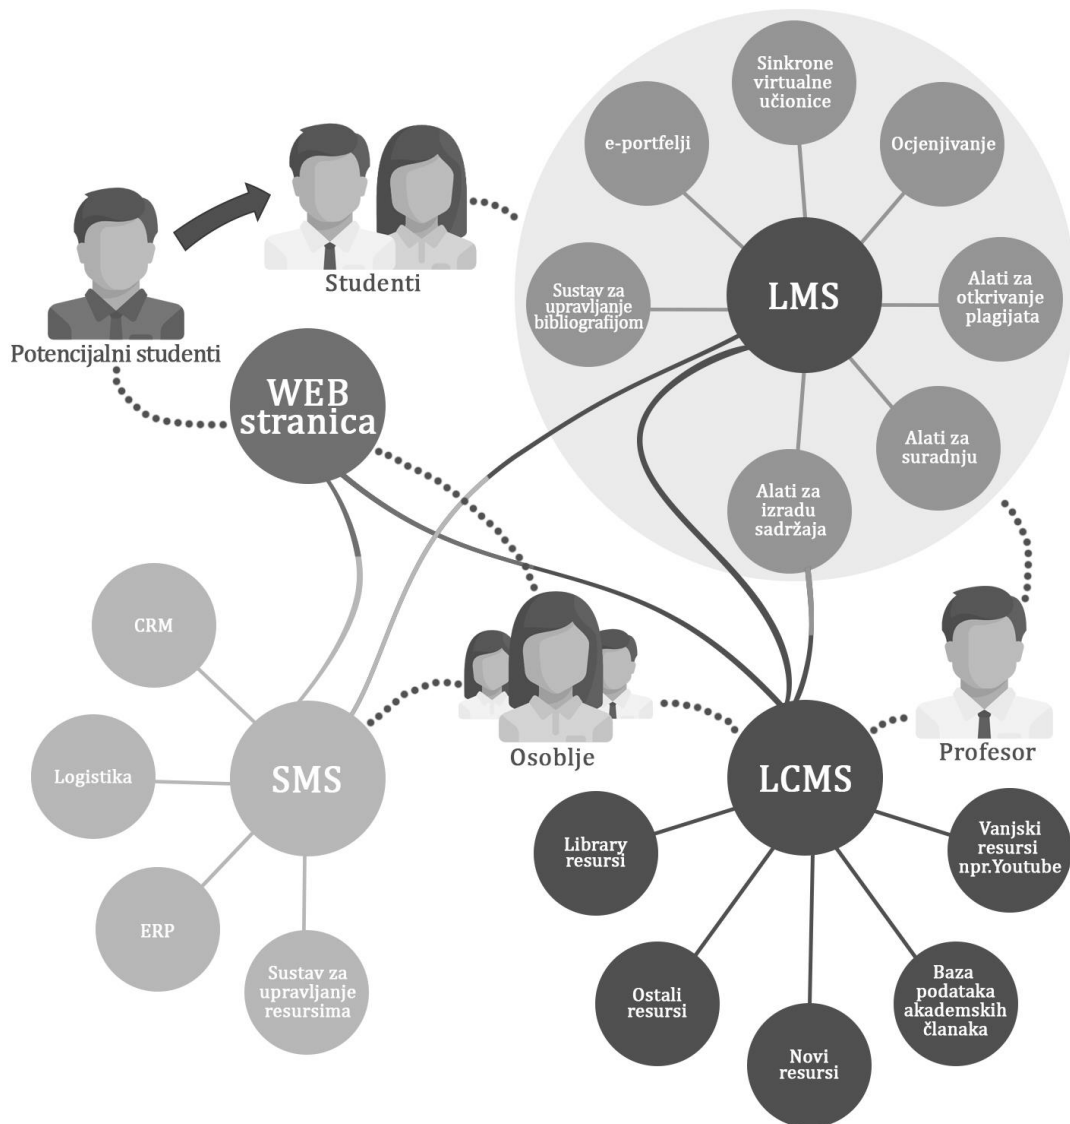 Sinkrone
virtualne
učionice
e-portfelji
Ocjenjivanje
Studenti
Sustav za
upravljanje
bibliografijom
LMS
Alati za
otkrivanje
plagijata
Potencijalni studenti
WEB
stranica
Alati za
suradnju
Alati za
izradu
sadržaja
CRM
Osoblje
Profesor
Logistika
SMS
LCMS
Library
resursi
Vanjski
resursi
npr.Youtube
ERP
Sustav za
upravljanje
resursima
Ostali
resursi
Baza
podataka
akademskih
članaka
Novi
resursi